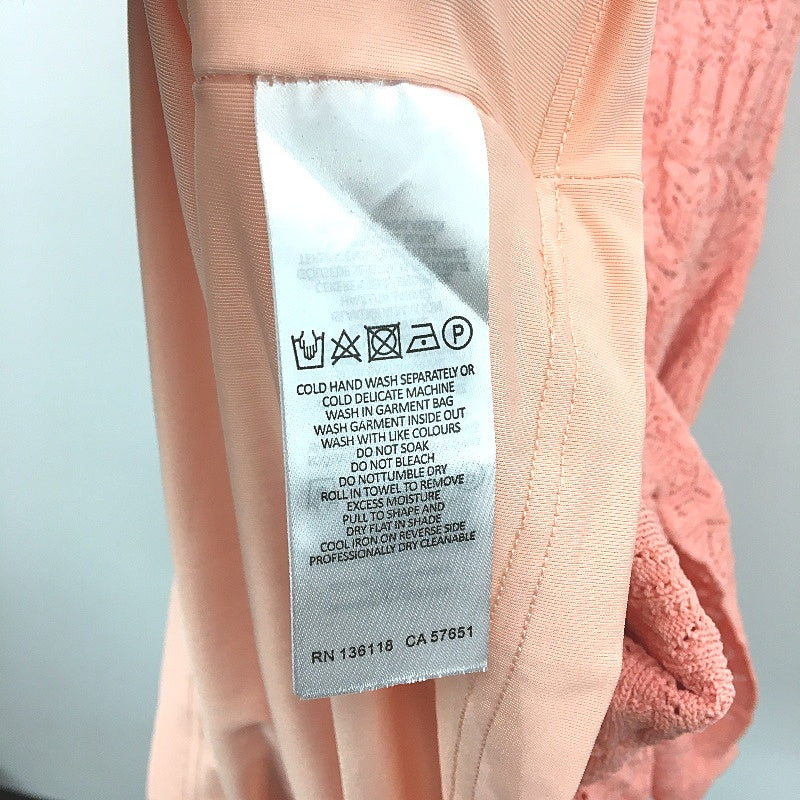 P
COLD HAND WASH SEPARATELY OR
COLD DELICATE MACHINE
WASH IN GARMENT BAG
WASH GARMENT INSIDE OUT
WASH WITH LIKE COLOURS
DO NOT SOAK
DO NOT BLEACH
DO NOTTUMBLE DRY
ROLL IN TOWEL TO REMOVE
EXCESS MOISTURE
PULL TO SHAPE AND
DRY FLAT IN SHADE
COOL IRON ON REVERSE SIDE
PROFESSIONALLY DRY CLEANABLE
RN 136118 CA 57651